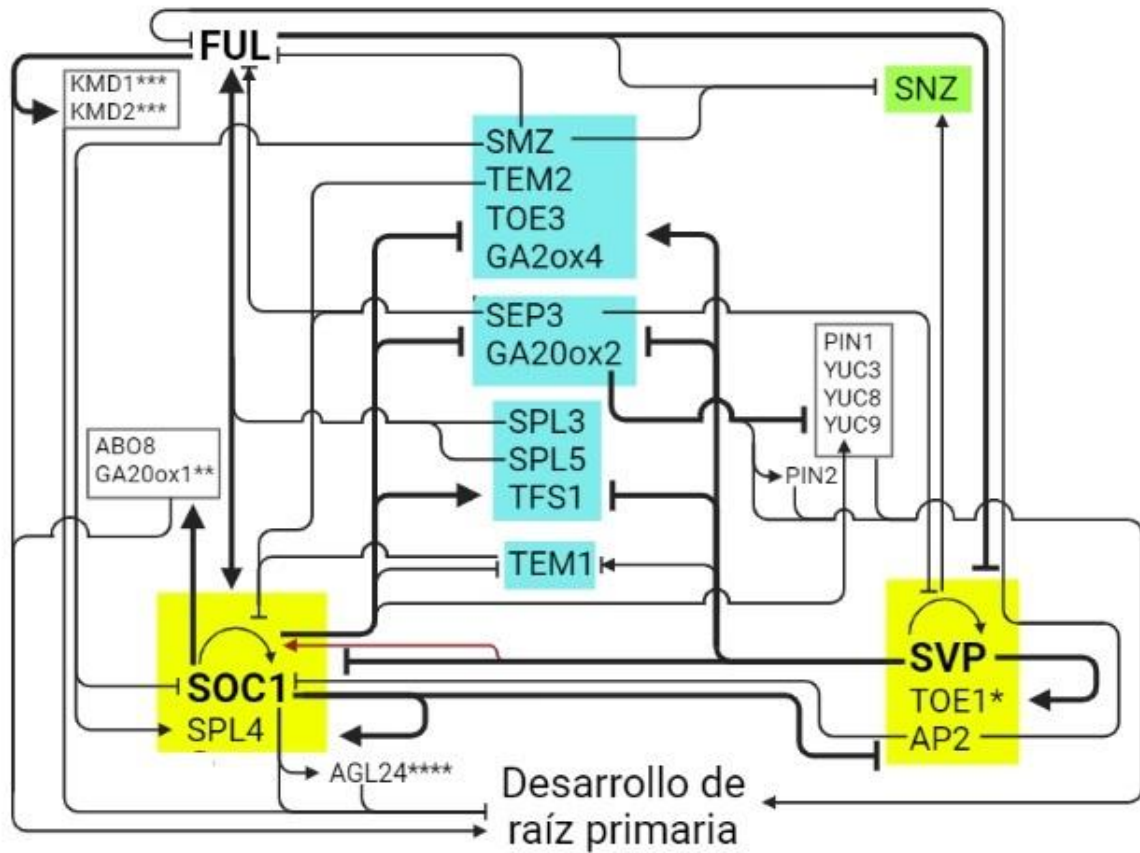 FUL
KMD1***
KMD2***
SNZ
SMZ
TEM2
TOE3
GA2ox4
SEP3
GA20ox2
PIN1
YUC3
YUC8
YUC9
SPL3
SPL5
TFS1
ABO8
GA20ox1**
PIN2
TEM1
SOC1
SPL4
SVP
TOE1*
AP2
AGL24****
Desarrollo de
raíz primaria